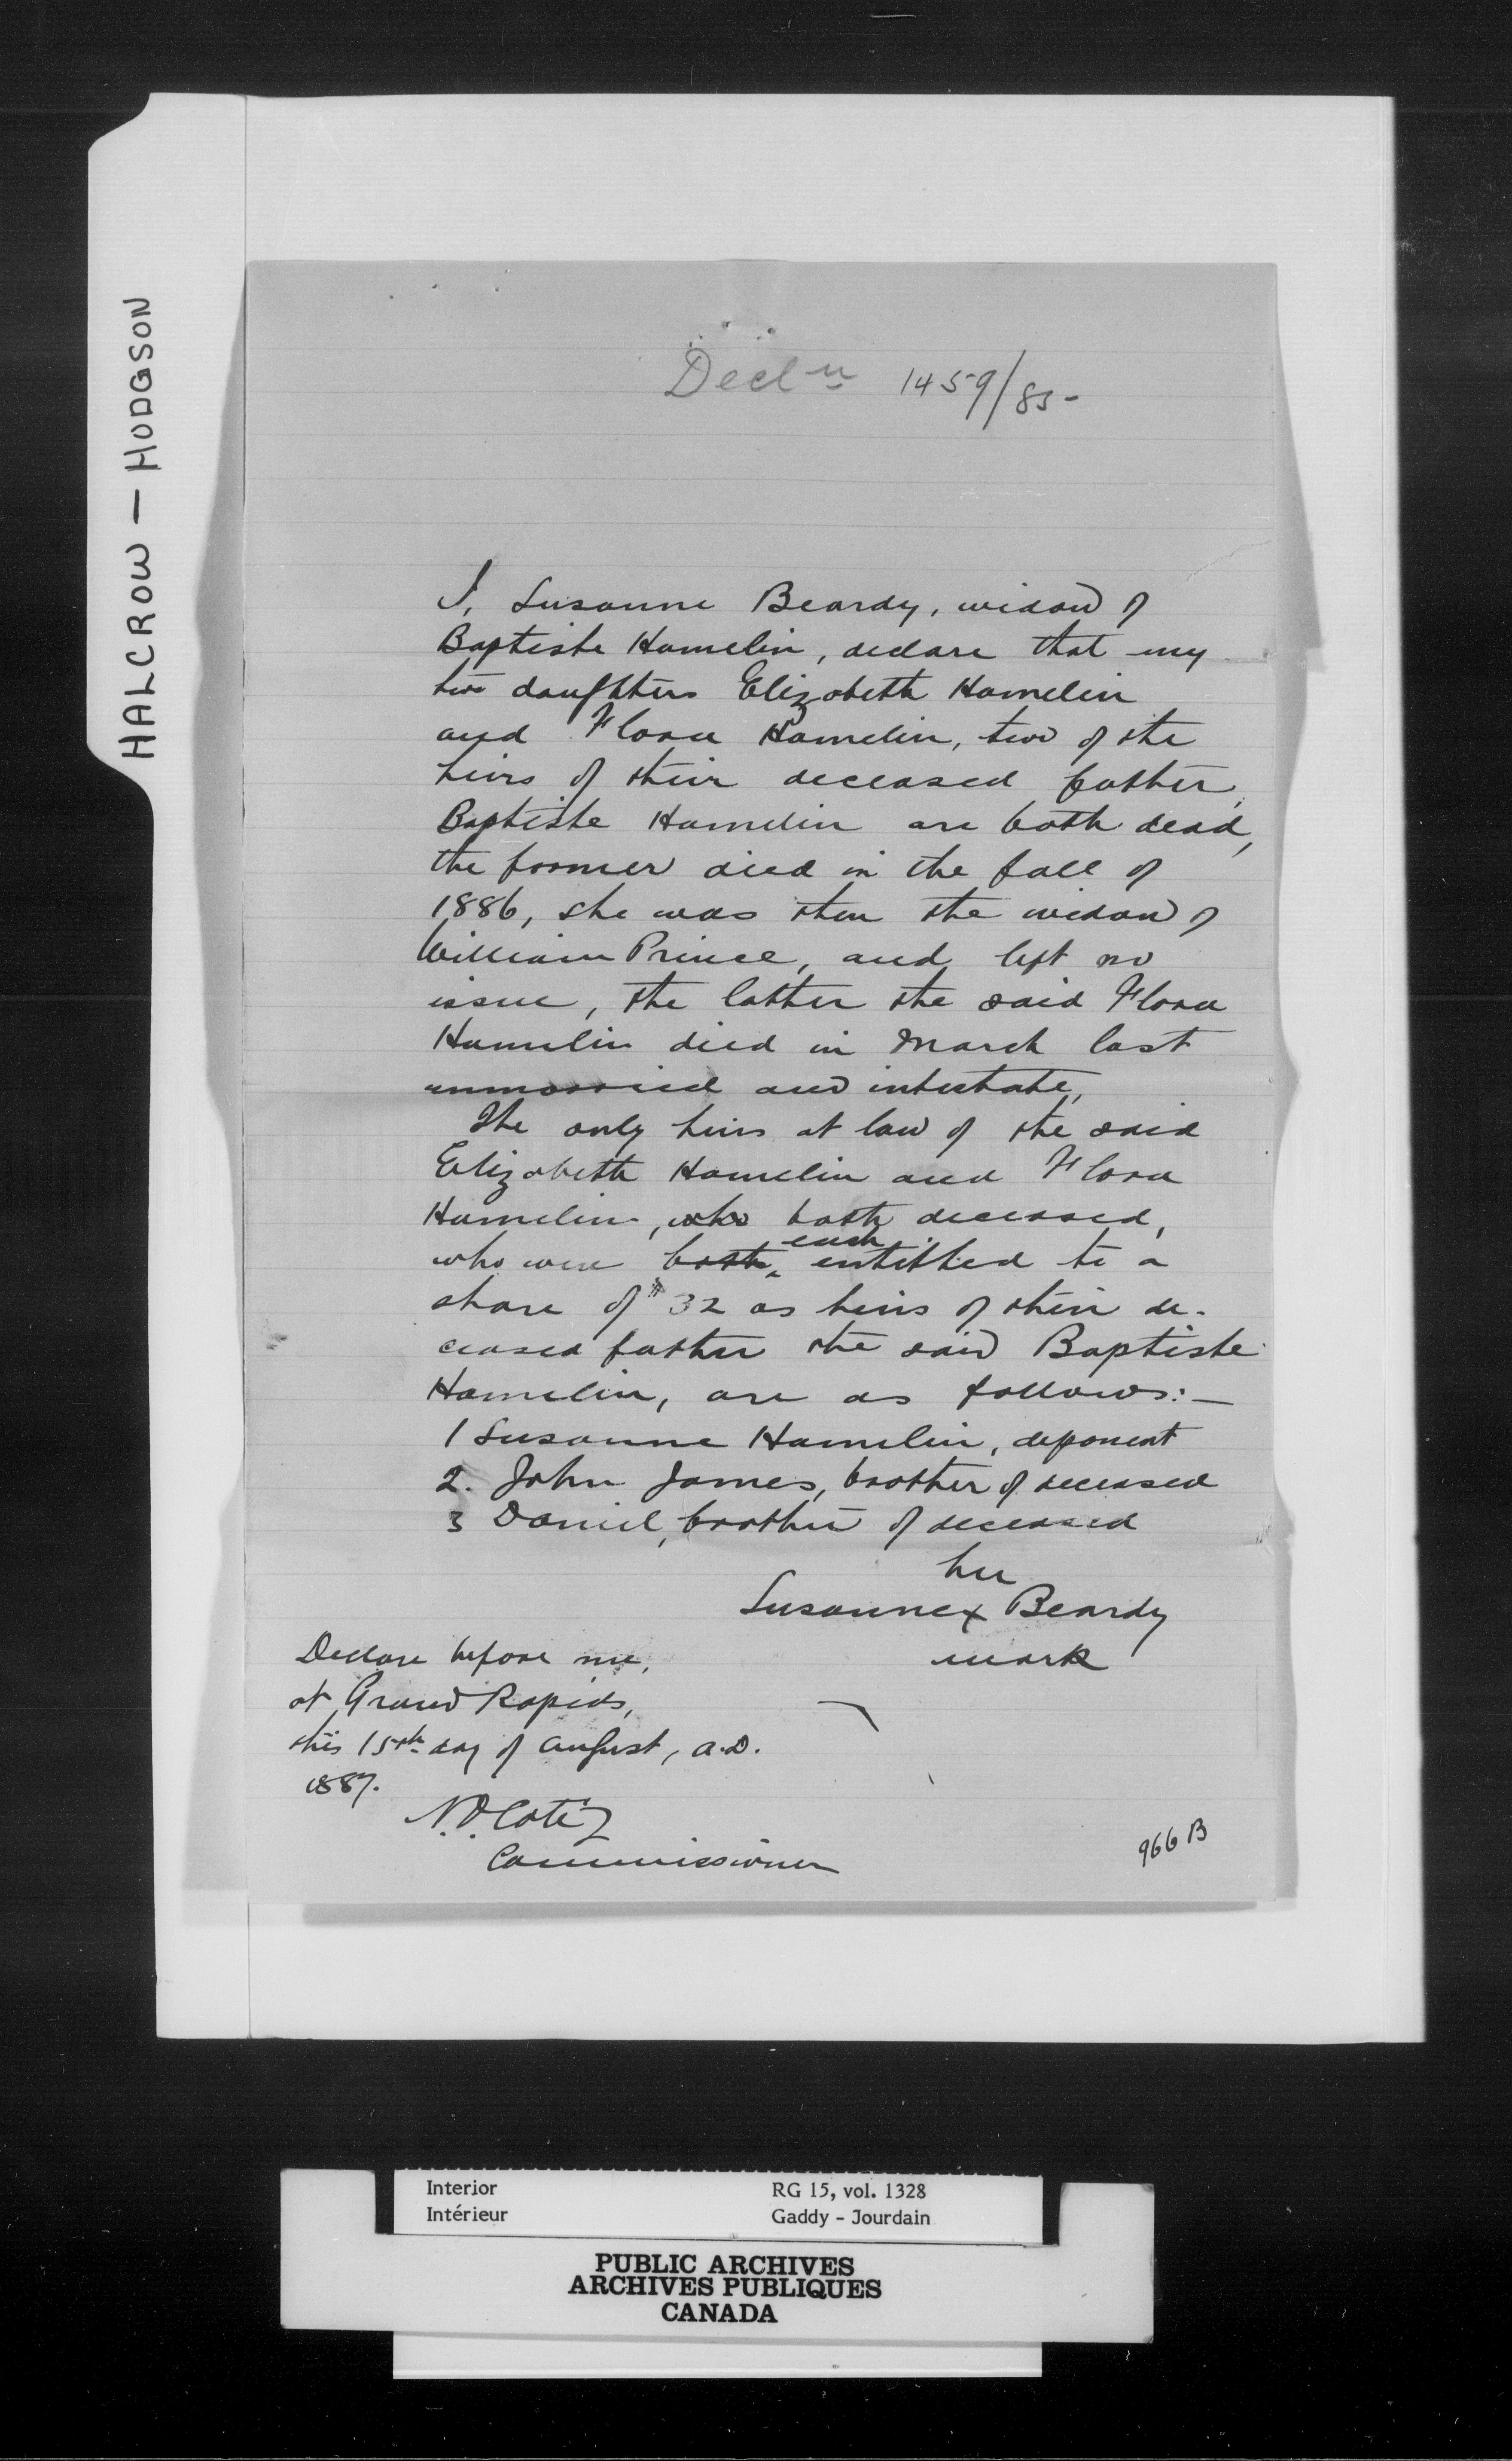 HALCROW — HODGSON
Decln 1459/85-
I, Susanne Beardy, widow of
Baptiste Hamelin, declare that my
two daughters Elizabeth Hamelin
and Flora Hamelin, two of the
heirs of their deceased father,
Baptiste Hamelin are both dead,
the former died in the fall of
1886, she was then the widow of
William Prince, and left no
issue, the latter the said Flora
Hamelin died in March last
unmarried and intestate,
The only heirs at law of the said
Elizabeth Hamelin and Flora
Hamelin, who both deceased,
who were both each entitled to a
share of $32 as heirs of their de-
ceased father the said Baptiste
Hamelin, are as follows:—
1 Susanne Hamelin, deponent
2. John James, brother of deceased
3 Daniel, brother of deceased
her
Susanne x Beardy
mark
Declare before me,
at Grand Rapids,
this 15th day of August, A.D.
1887.
N.O. Coté
Commissioner
966 B
Interior RG 15, vol. 1328
Intérieur Gaddy - Jourdain
PUBLIC ARCHIVES
ARCHIVES PUBLIQUES
CANADA